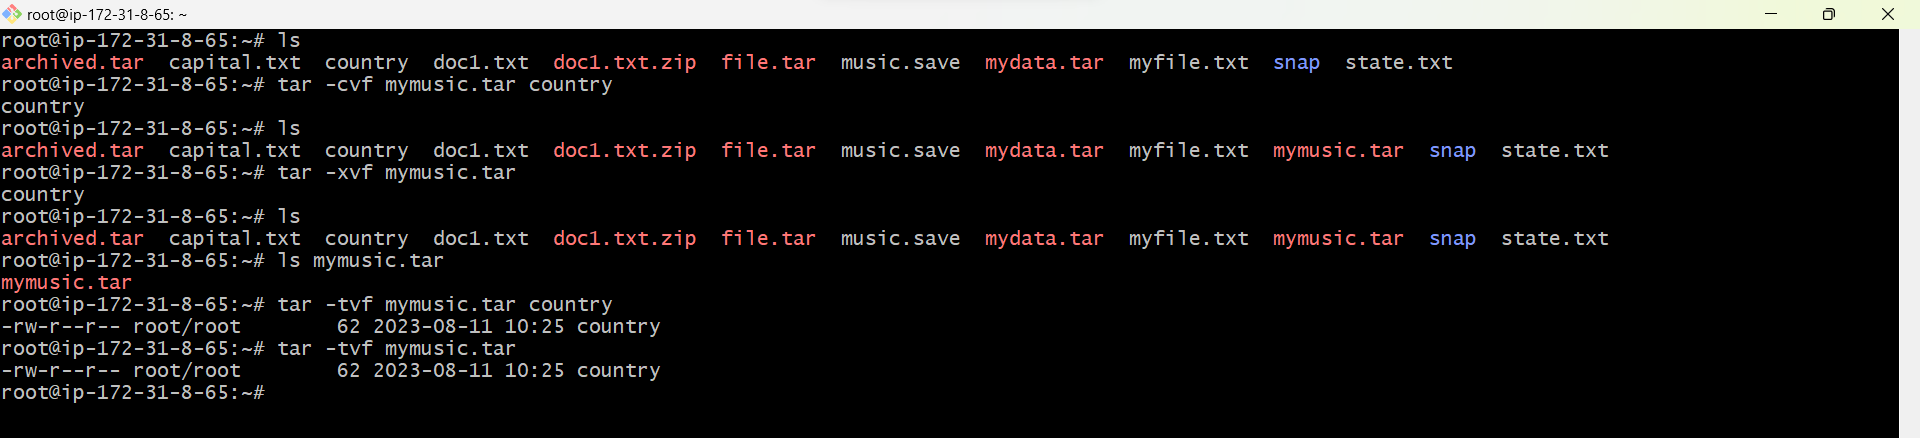 root@ip-172-31-8-65: ~
root@ip-172-31-8-65:~# ls
archived.tar  capital.txt  country  doc1.txt  doc1.txt.zip  file.tar  music.save  mydata.tar  myfile.txt  snap  state.txt
root@ip-172-31-8-65:~# tar -cvf mymusic.tar country
country
root@ip-172-31-8-65:~# ls
archived.tar  capital.txt  country  doc1.txt  doc1.txt.zip  file.tar  music.save  mydata.tar  myfile.txt  mymusic.tar  snap  state.txt
root@ip-172-31-8-65:~# tar -xvf mymusic.tar
country
root@ip-172-31-8-65:~# ls
archived.tar  capital.txt  country  doc1.txt  doc1.txt.zip  file.tar  music.save  mydata.tar  myfile.txt  mymusic.tar  snap  state.txt
root@ip-172-31-8-65:~# ls mymusic.tar
mymusic.tar
root@ip-172-31-8-65:~# tar -tvf mymusic.tar country
-rw-r--r-- root/root        62 2023-08-11 10:25 country
root@ip-172-31-8-65:~# tar -tvf mymusic.tar
-rw-r--r-- root/root        62 2023-08-11 10:25 country
root@ip-172-31-8-65:~#